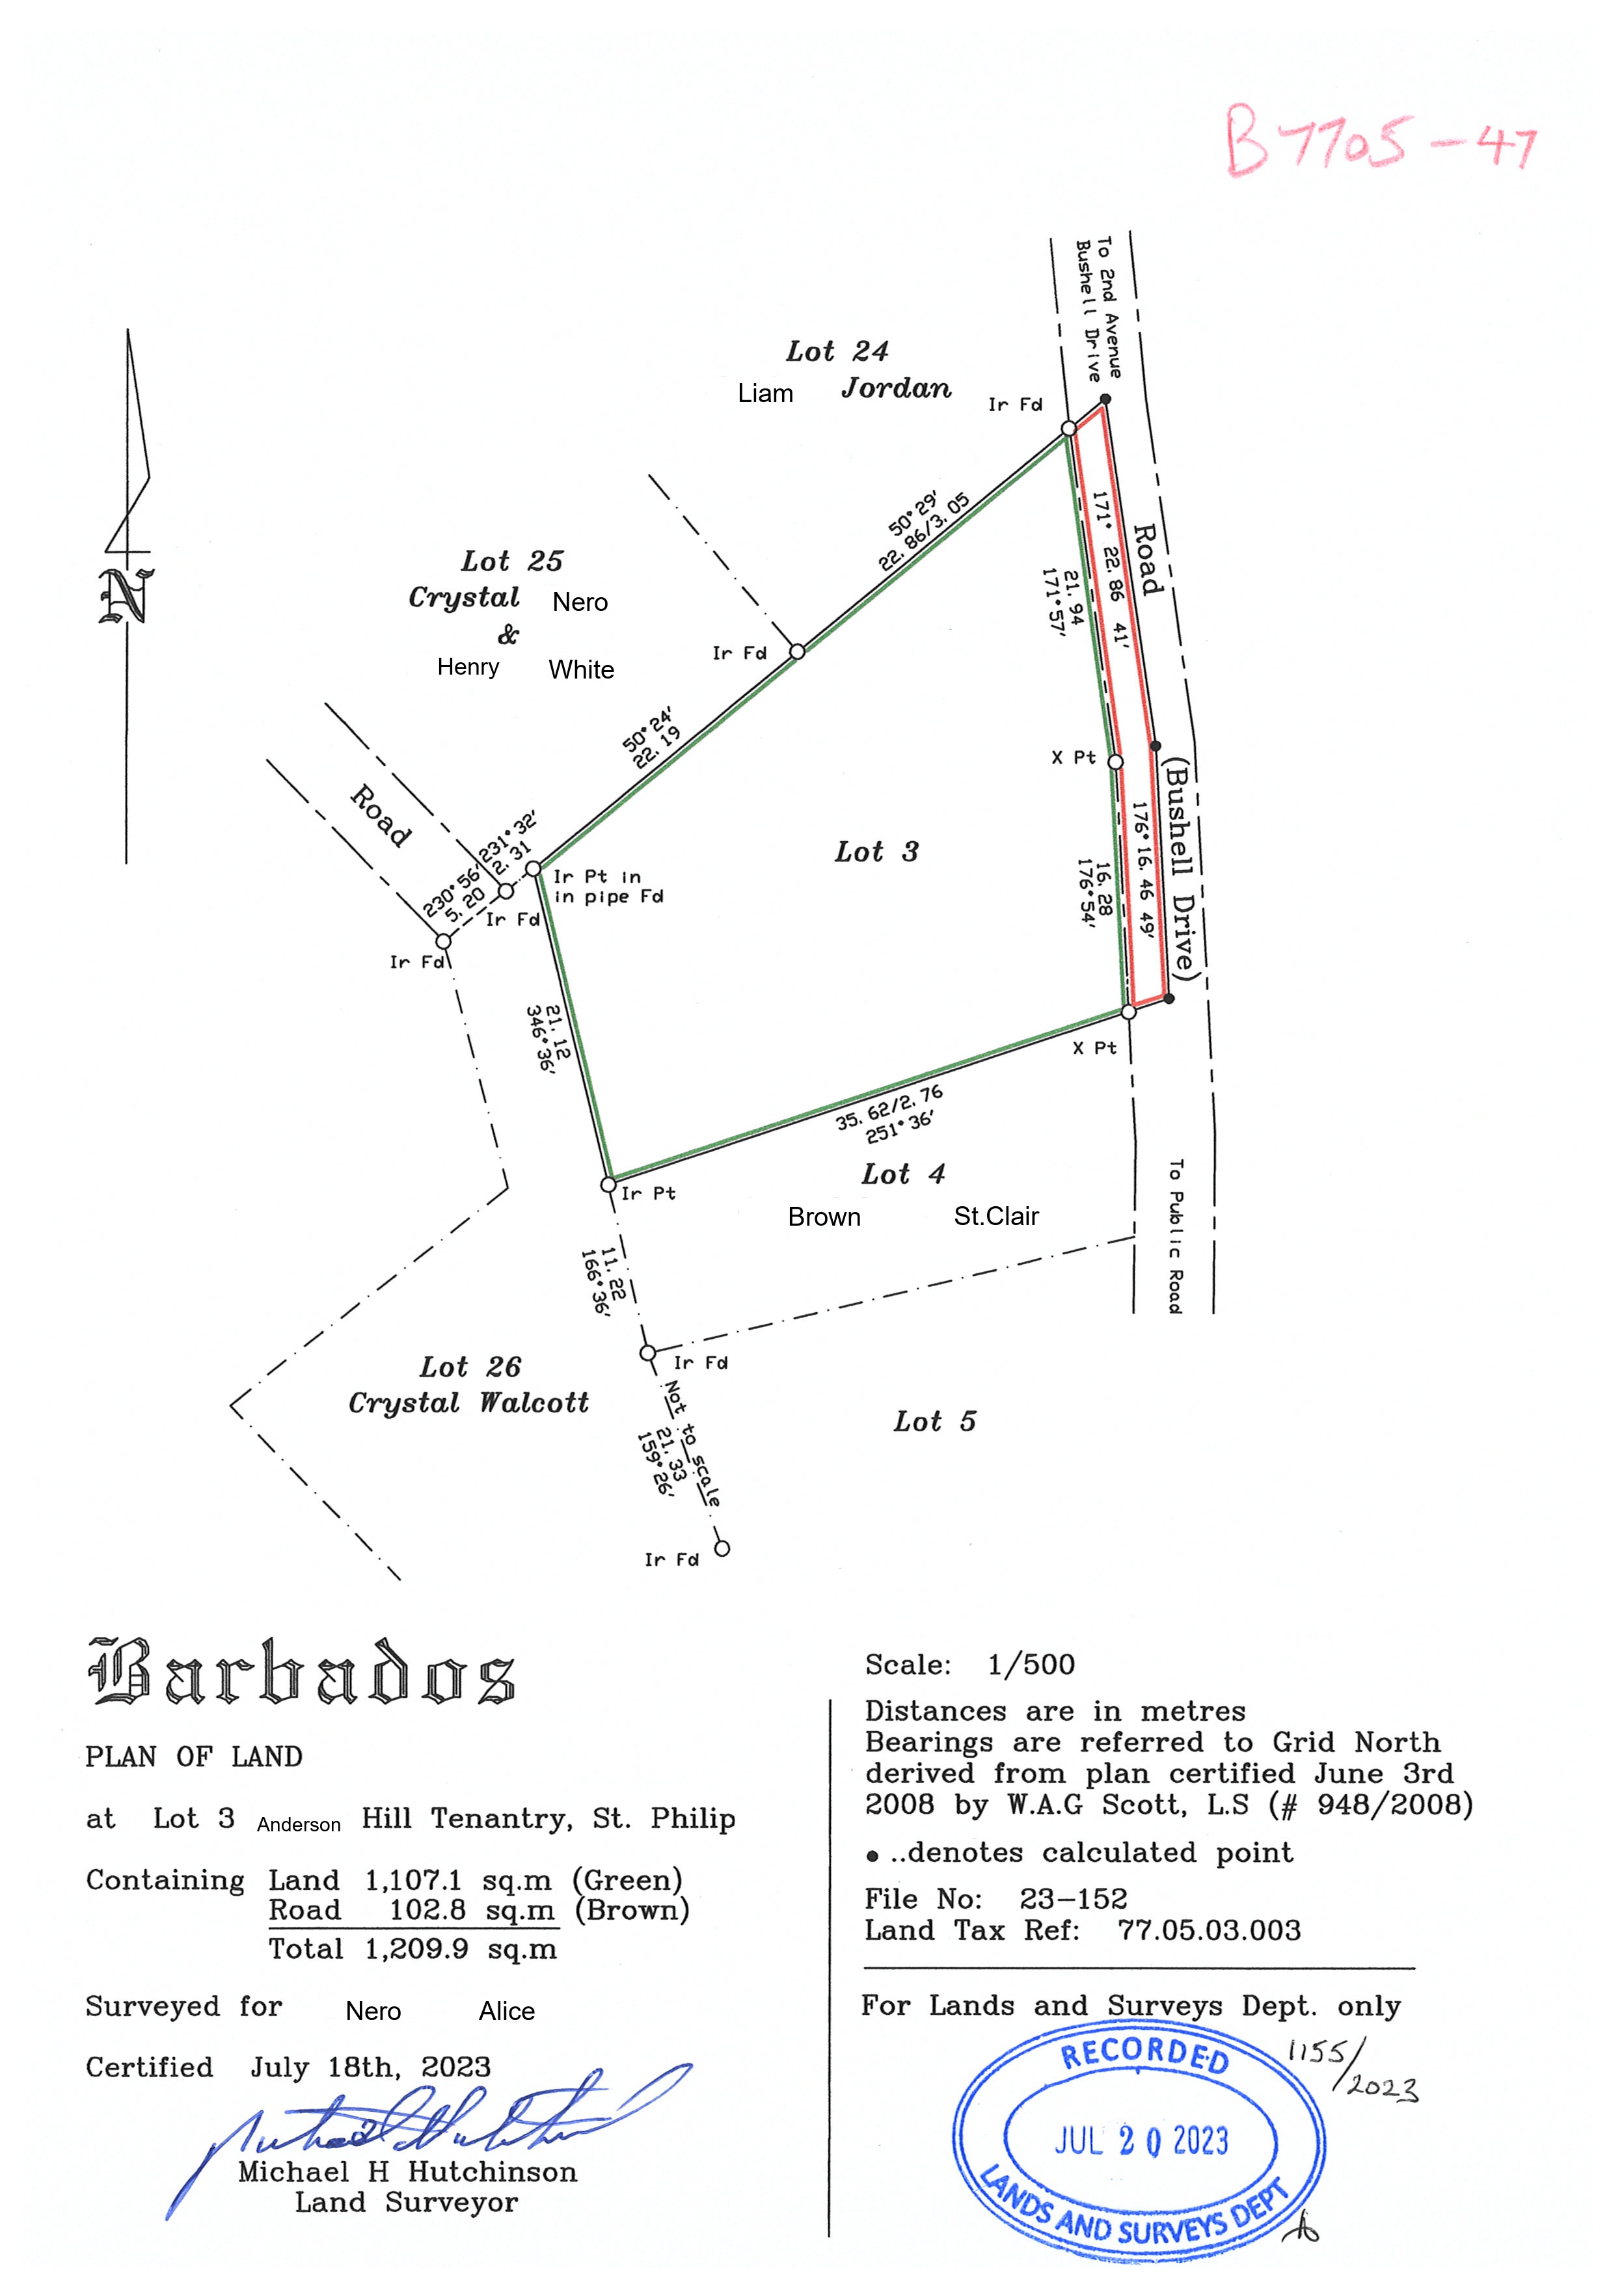 B7705-47
To 2nd Avenue
Bushell Drive
Lot 24
Liam Jordan
Ir Fd
50°29'
22.86/3.05
171° 22.86 41'
Road
21.94
171°57'
Lot 25
Crystal Nero
&
Henry White
Ir Fd
50°24'
22.19
X Pt
(Bushell Drive)
Road
231°32'
2.31
230°56'
5.20
Ir Pt in
in pipe Fd
Ir Fd
Ir Fd
Lot 3
176° 16.46 49'
16.28
176°54'
N
21.12
346°36'
X Pt
35.62/2.76
251°36'
Ir Pt
Lot 4
Brown St.Clair
To Public Road
11.22
166°36'
Ir Fd
Lot 26
Crystal Walcott
Not to scale
21.33
159°26'
Lot 5
Ir Fd
Barbados
PLAN OF LAND
at Lot 3 Anderson Hill Tenantry, St. Philip
Containing Land 1,107.1 sq.m (Green)
Road 102.8 sq.m (Brown)
Total 1,209.9 sq.m
Surveyed for Nero Alice
Certified July 18th, 2023
Michael H Hutchinson
Land Surveyor
Scale: 1/500
Distances are in metres
Bearings are referred to Grid North
derived from plan certified June 3rd
2008 by W.A.G Scott, L.S (# 948/2008)
● ..denotes calculated point
File No: 23-152
Land Tax Ref: 77.05.03.003
For Lands and Surveys Dept. only
RECORDED
JUL 20 2023
LANDS AND SURVEYS DEPT
1155/
2023